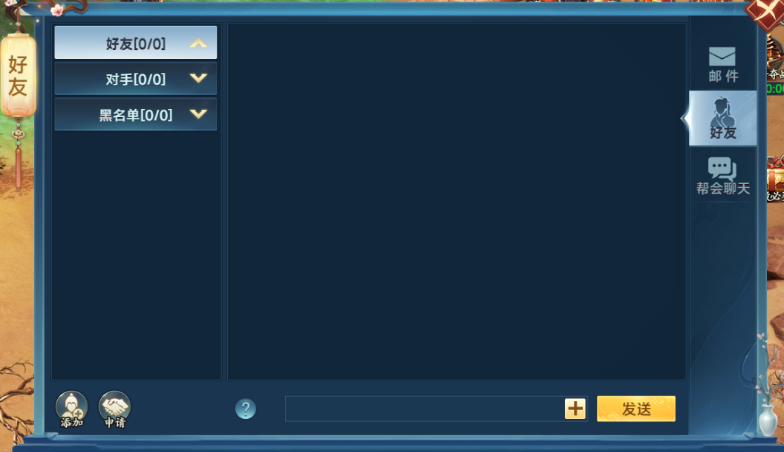 好友
好友[0/0]
对手[0/0]
黑名单[0/0]
邮件
好友
帮会聊天
添加
申请
?
发送